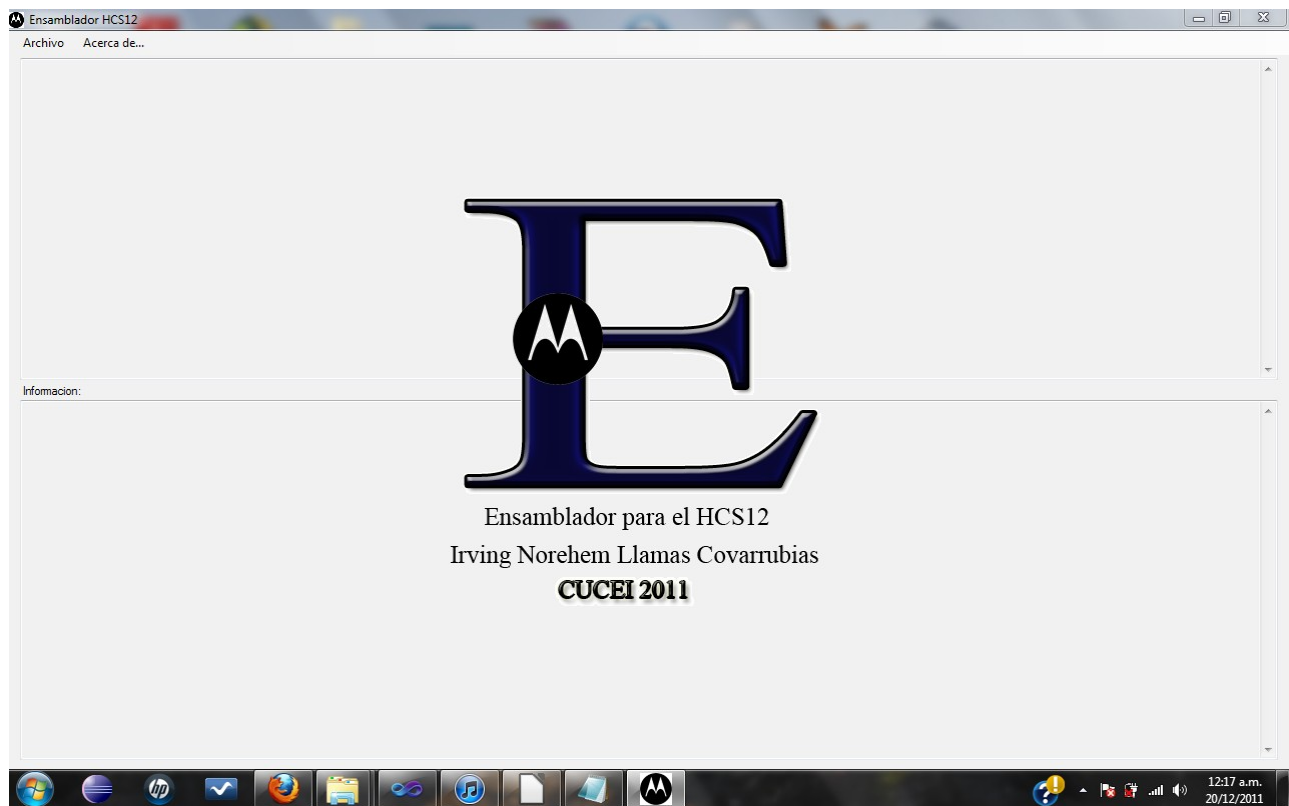 Ensamblador HCS12
Archivo Acerca de...
E
Informacion:
Ensamblador para el HCS12
Irving Norehem Llamas Covarrubias
CUCEI 2011
hp
12:17 a.m.
20/12/2011